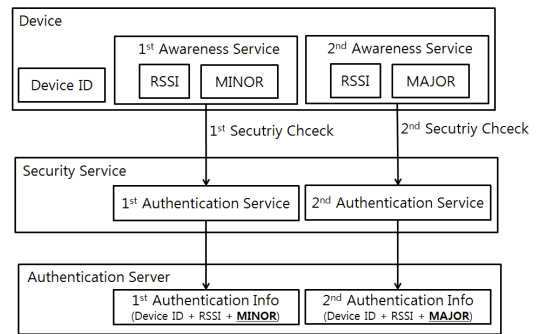 Device
1st Awareness Service
2nd Awareness Service
Device ID
RSSI
MINOR
RSSI
MAJOR
1st Secutriy Chceck
2nd Secutriy Chceck
Security Service
1st Authentication Service
2nd Authentication Service
Authentication Server
1st Authentication Info
(Device ID + RSSI + MINOR)
2nd Authentication Info
(Device ID + RSSI + MAJOR)